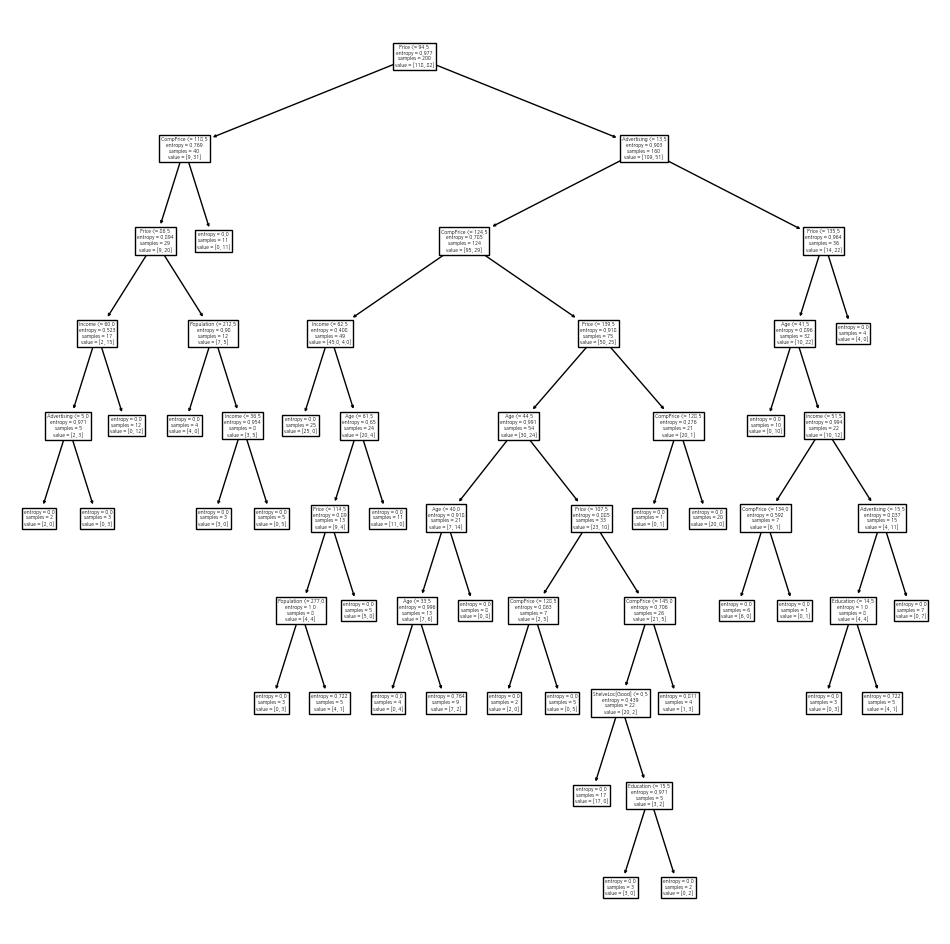 Price <= 94.5
entropy = 0.977
samples = 200
value = [118, 82]
CompPrice <= 118.5
entropy = 0.769
samples = 40
value = [9, 31]
Advertising <= 13.5
entropy = 0.903
samples = 160
value = [109, 51]
Price <= 86.5
entropy = 0.894
samples = 29
value = [9, 20]
entropy = 0.0
samples = 11
value = [0, 11]
CompPrice <= 124.5
entropy = 0.785
samples = 124
value = [95, 29]
Price <= 135.5
entropy = 0.964
samples = 36
value = [14, 22]
Income <= 60.0
entropy = 0.523
samples = 17
value = [2, 15]
Population <= 212.5
entropy = 0.98
samples = 12
value = [7, 5]
Income <= 62.5
entropy = 0.408
samples = 49
value = [45.0, 4.0]
Price <= 139.5
entropy = 0.918
samples = 75
value = [50, 25]
Age <= 41.5
entropy = 0.896
samples = 32
value = [10, 22]
entropy = 0.0
samples = 4
value = [4, 0]
Advertising <= 5.0
entropy = 0.971
samples = 5
value = [2, 3]
entropy = 0.0
samples = 12
value = [0, 12]
entropy = 0.0
samples = 4
value = [4, 0]
Income <= 36.5
entropy = 0.954
samples = 8
value = [3, 5]
entropy = 0.0
samples = 25
value = [25, 0]
Age <= 61.5
entropy = 0.65
samples = 24
value = [20, 4]
Age <= 44.5
entropy = 0.991
samples = 54
value = [30, 24]
CompPrice <= 128.5
entropy = 0.276
samples = 21
value = [20, 1]
entropy = 0.0
samples = 10
value = [0, 10]
Income <= 51.5
entropy = 0.994
samples = 22
value = [10, 12]
entropy = 0.0
samples = 2
value = [2, 0]
entropy = 0.0
samples = 3
value = [0, 3]
entropy = 0.0
samples = 3
value = [3, 0]
entropy = 0.0
samples = 5
value = [0, 5]
Price <= 114.5
entropy = 0.89
samples = 13
value = [9, 4]
entropy = 0.0
samples = 11
value = [11, 0]
Age <= 40.0
entropy = 0.918
samples = 21
value = [7, 14]
Price <= 107.5
entropy = 0.885
samples = 33
value = [23, 10]
entropy = 0.0
samples = 1
value = [0, 1]
entropy = 0.0
samples = 20
value = [20, 0]
CompPrice <= 134.0
entropy = 0.592
samples = 7
value = [6, 1]
Advertising <= 15.5
entropy = 0.837
samples = 15
value = [4, 11]
Population <= 277.0
entropy = 1.0
samples = 8
value = [4, 4]
entropy = 0.0
samples = 5
value = [5, 0]
Age <= 33.5
entropy = 0.996
samples = 13
value = [7, 6]
entropy = 0.0
samples = 8
value = [0, 8]
CompPrice <= 128.5
entropy = 0.863
samples = 7
value = [2, 5]
CompPrice <= 145.0
entropy = 0.706
samples = 26
value = [21, 5]
entropy = 0.0
samples = 6
value = [6, 0]
entropy = 0.0
samples = 1
value = [0, 1]
Education <= 14.5
entropy = 1.0
samples = 8
value = [4, 4]
entropy = 0.0
samples = 7
value = [0, 7]
entropy = 0.0
samples = 3
value = [0, 3]
entropy = 0.722
samples = 5
value = [4, 1]
entropy = 0.0
samples = 4
value = [0, 4]
entropy = 0.764
samples = 9
value = [7, 2]
entropy = 0.0
samples = 2
value = [2, 0]
entropy = 0.0
samples = 5
value = [0, 5]
ShelveLoc[Good] <= 0.5
entropy = 0.439
samples = 22
value = [20, 2]
entropy = 0.811
samples = 4
value = [1, 3]
entropy = 0.0
samples = 3
value = [0, 3]
entropy = 0.722
samples = 5
value = [4, 1]
entropy = 0.0
samples = 17
value = [17, 0]
Education <= 15.5
entropy = 0.971
samples = 5
value = [3, 2]
entropy = 0.0
samples = 3
value = [3, 0]
entropy = 0.0
samples = 2
value = [0, 2]